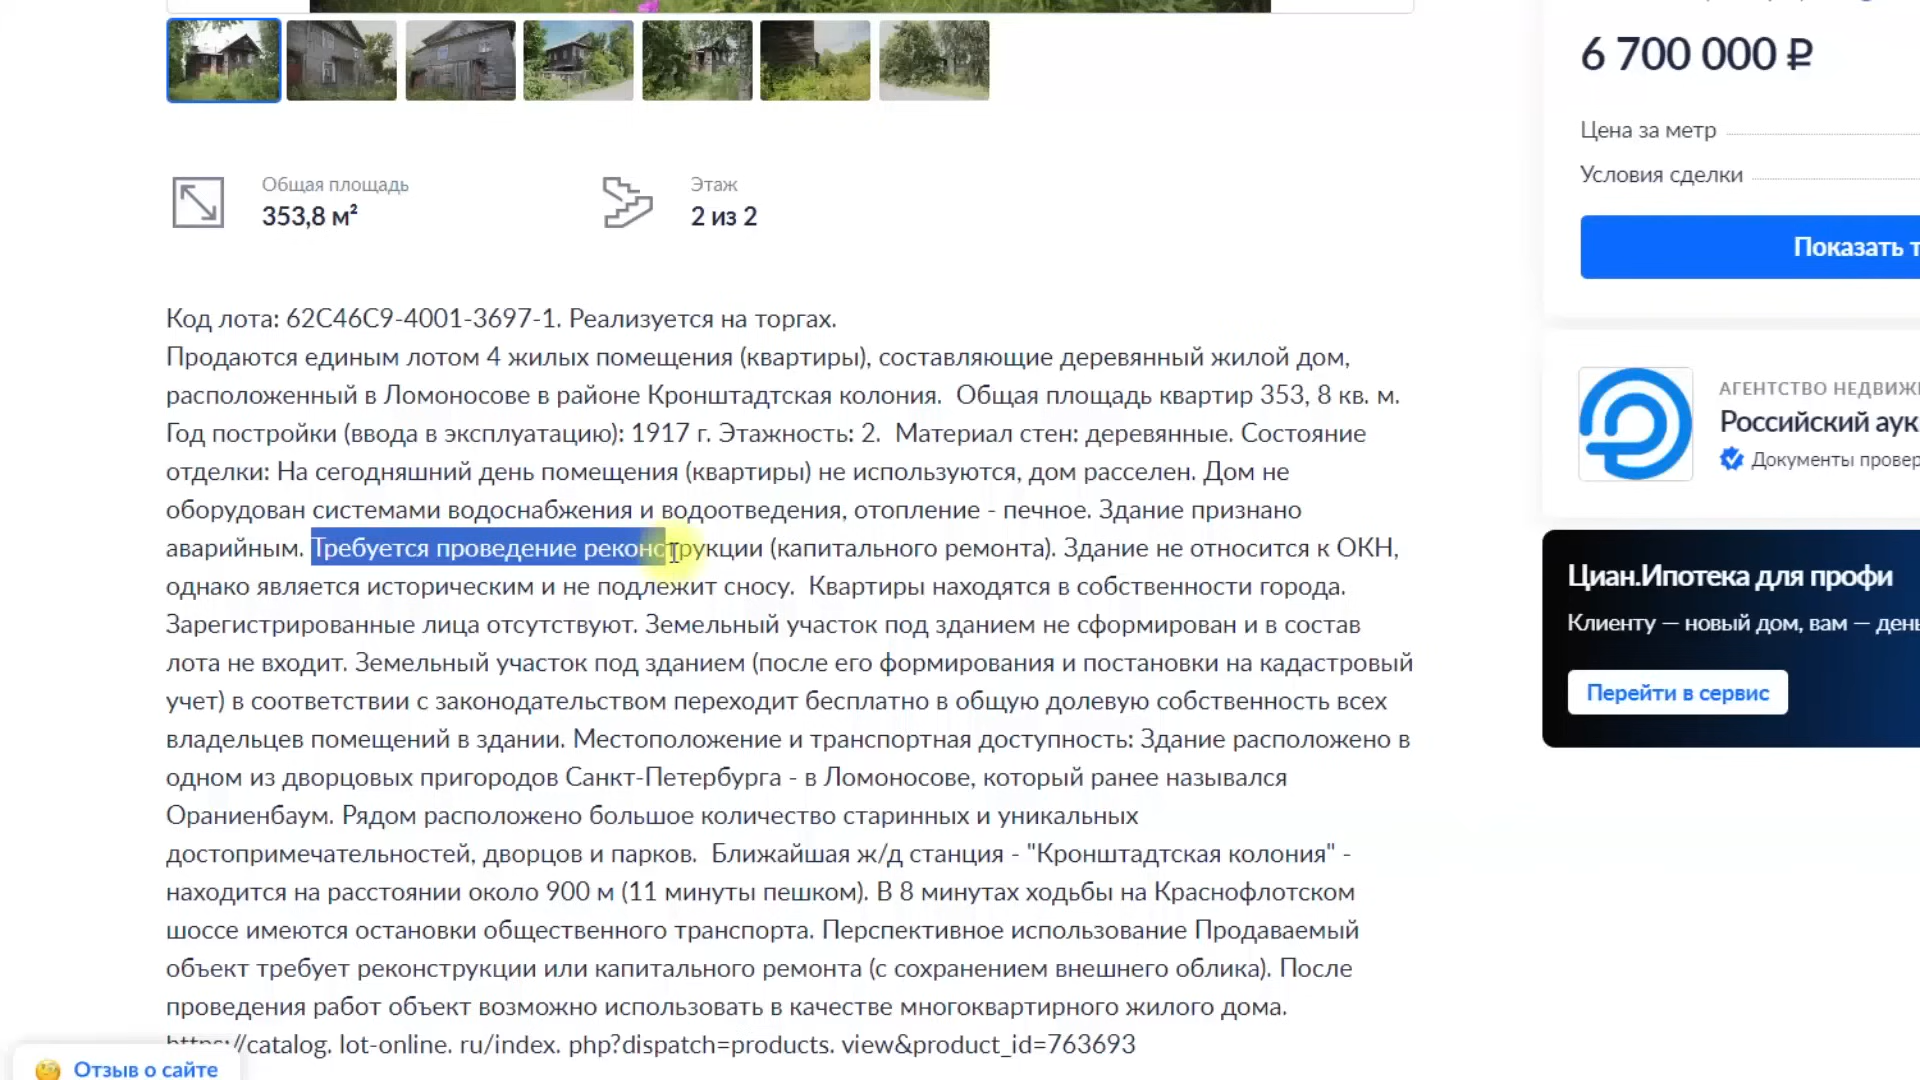 6 700 000 ₽
Цена за метр
Условия сделки
Показать т
Общая площадь
353,8 м²
Этаж
2 из 2
Код лота: 62C46C9-4001-3697-1. Реализуется на торгах.
Продаются единым лотом 4 жилых помещения (квартиры), составляющие деревянный жилой дом,
расположенный в Ломоносове в районе Кронштадтская колония.  Общая площадь квартир 353, 8 кв. м.
Год постройки (ввода в эксплуатацию): 1917 г. Этажность: 2.  Материал стен: деревянные. Состояние
отделки: На сегодняшний день помещения (квартиры) не используются, дом расселен. Дом не
оборудован системами водоснабжения и водоотведения, отопление - печное. Здание признано
аварийным. Требуется проведение реконструкции (капитального ремонта). Здание не относится к ОКН,
однако является историческим и не подлежит сносу.  Квартиры находятся в собственности города.
Зарегистрированные лица отсутствуют. Земельный участок под зданием не сформирован и в состав
лота не входит. Земельный участок под зданием (после его формирования и постановки на кадастровый
учет) в соответствии с законодательством переходит бесплатно в общую долевую собственность всех
владельцев помещений в здании. Местоположение и транспортная доступность: Здание расположено в
одном из дворцовых пригородов Санкт-Петербурга - в Ломоносове, который ранее назывался
Ораниенбаум. Рядом расположено большое количество старинных и уникальных
достопримечательностей, дворцов и парков.  Ближайшая ж/д станция - "Кронштадтская колония" -
находится на расстоянии около 900 м (11 минуты пешком). В 8 минутах ходьбы на Краснофлотском
шоссе имеются остановки общественного транспорта. Перспективное использование Продаваемый
объект требует реконструкции или капитального ремонта (с сохранением внешнего облика). После
проведения работ объект возможно использовать в качестве многоквартирного жилого дома.
https://catalog. lot-online. ru/index. php?dispatch=products. view&product_id=763693
АГЕНТСТВО НЕДВИЖ
Российский аук
Документы провер
Циан.Ипотека для профи
Клиенту — новый дом, вам — день
Перейти в сервис
Отзыв о сайте